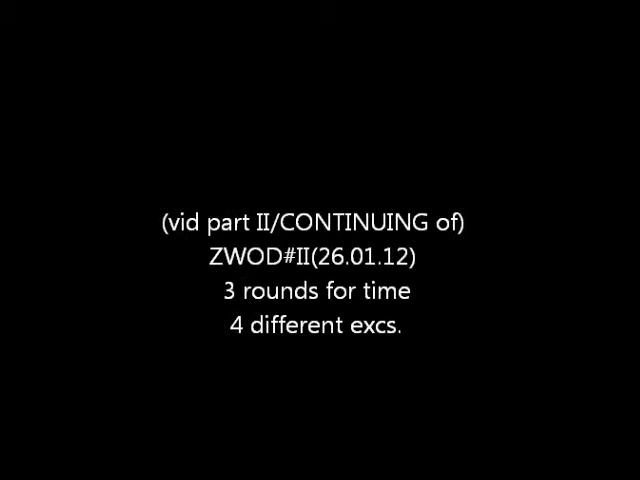 (vid part II/CONTINUING of)
ZWOD#II(26.01.12)
3 rounds for time
4 different excs.